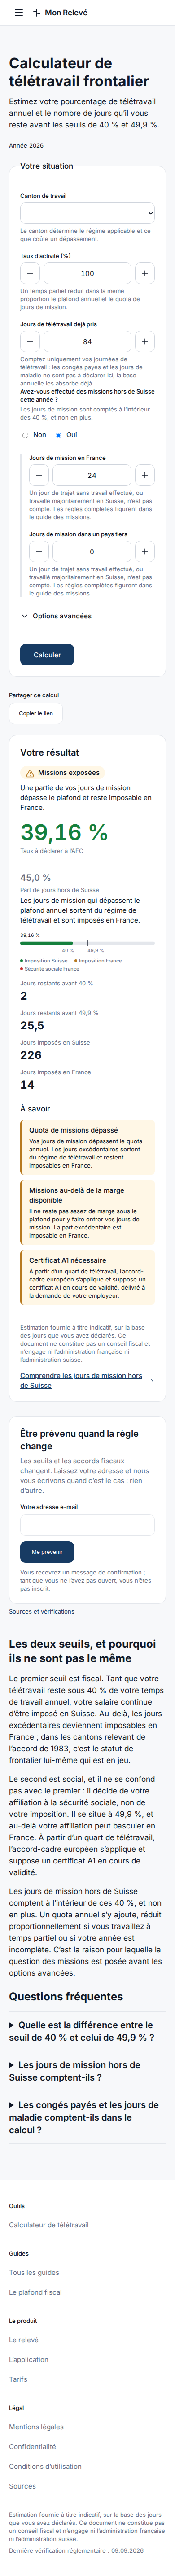 Mon Relevé
Calculateur de
télétravail frontalier
Estimez votre pourcentage de télétravail
annuel et le nombre de jours qu’il vous
reste avant les seuils de 40 % et 49,9 %.
Année 2026
Votre situation
Canton de travail
Le canton détermine le régime applicable et ce
que coûte un dépassement.
Taux d’activité (%)
100
Un temps partiel réduit dans la même
proportion le plafond annuel et le quota de
jours de mission.
Jours de télétravail déjà pris
84
Comptez uniquement vos journées de
télétravail : les congés payés et les jours de
maladie ne sont pas à déclarer ici, la base
annuelle les absorbe déjà.
Avez-vous effectué des missions hors de Suisse
cette année ?
Les jours de mission sont comptés à l’intérieur
des 40 %, et non en plus.
Non
Oui
Jours de mission en France
24
Un jour de trajet sans travail effectué, ou
travaillé majoritairement en Suisse, n’est pas
compté. Les règles complètes figurent dans
le guide des missions.
Jours de mission dans un pays tiers
0
Un jour de trajet sans travail effectué, ou
travaillé majoritairement en Suisse, n’est pas
compté. Les règles complètes figurent dans
le guide des missions.
Options avancées
Calculer
Partager ce calcul
Copier le lien
Votre résultat
Missions exposées
Une partie de vos jours de mission
dépasse le plafond et reste imposable en
France.
39,16 %
Taux à déclarer à l’AFC
45,0 %
Part de jours hors de Suisse
Les jours de mission qui dépassent le
plafond annuel sortent du régime de
télétravail et sont imposés en France.
39,16 %
40 %
49,9 %
Imposition Suisse
Imposition France
Sécurité sociale France
Jours restants avant 40 %
2
Jours restants avant 49,9 %
25,5
Jours imposés en Suisse
226
Jours imposés en France
14
À savoir
Quota de missions dépassé
Vos jours de mission dépassent le quota
annuel. Les jours excédentaires sortent
du régime de télétravail et restent
imposables en France.
Missions au-delà de la marge
disponible
Il ne reste pas assez de marge sous le
plafond pour y faire entrer vos jours de
mission. La part excédentaire est
imposable en France.
Certificat A1 nécessaire
À partir d’un quart de télétravail, l’accord-
cadre européen s’applique et suppose un
certificat A1 en cours de validité, délivré à
la demande de votre employeur.
Estimation fournie à titre indicatif, sur la base
des jours que vous avez déclarés. Ce
document ne constitue pas un conseil fiscal et
n’engage ni l’administration française ni
l’administration suisse.
Comprendre les jours de mission hors
de Suisse
Être prévenu quand la règle
change
Les seuils et les accords fiscaux
changent. Laissez votre adresse et nous
vous écrivons quand c’est le cas : rien
d’autre.
Votre adresse e-mail
Me prévenir
Vous recevrez un message de confirmation ;
tant que vous ne l’avez pas ouvert, vous n’êtes
pas inscrit.
Sources et vérifications
Les deux seuils, et pourquoi
ils ne sont pas le même
Le premier seuil est fiscal. Tant que votre
télétravail reste sous 40 % de votre temps
de travail annuel, votre salaire continue
d’être imposé en Suisse. Au-delà, les jours
excédentaires deviennent imposables en
France ; dans les cantons relevant de
l’accord de 1983, c’est le statut de
frontalier lui-même qui est en jeu.
Le second est social, et il ne se confond
pas avec le premier : il décide de votre
affiliation à la sécurité sociale, non de
votre imposition. Il se situe à 49,9 %, et
au-delà votre affiliation peut basculer en
France. À partir d’un quart de télétravail,
l’accord-cadre européen s’applique et
suppose un certificat A1 en cours de
validité.
Les jours de mission hors de Suisse
comptent à l’intérieur de ces 40 %, et non
en plus. Un quota annuel s’y ajoute, réduit
proportionnellement si vous travaillez à
temps partiel ou si votre année est
incomplète. C’est la raison pour laquelle la
question des missions est posée avant les
options avancées.
Questions fréquentes
Quelle est la différence entre le
seuil de 40 % et celui de 49,9 % ?
Les jours de mission hors de
Suisse comptent-ils ?
Les congés payés et les jours de
maladie comptent-ils dans le
calcul ?
Outils
Calculateur de télétravail
Guides
Tous les guides
Le plafond fiscal
Le produit
Le relevé
L’application
Tarifs
Légal
Mentions légales
Confidentialité
Conditions d’utilisation
Sources
Estimation fournie à titre indicatif, sur la base des jours
que vous avez déclarés. Ce document ne constitue pas
un conseil fiscal et n’engage ni l’administration française
ni l’administration suisse.
Dernière vérification réglementaire : 09.09.2026